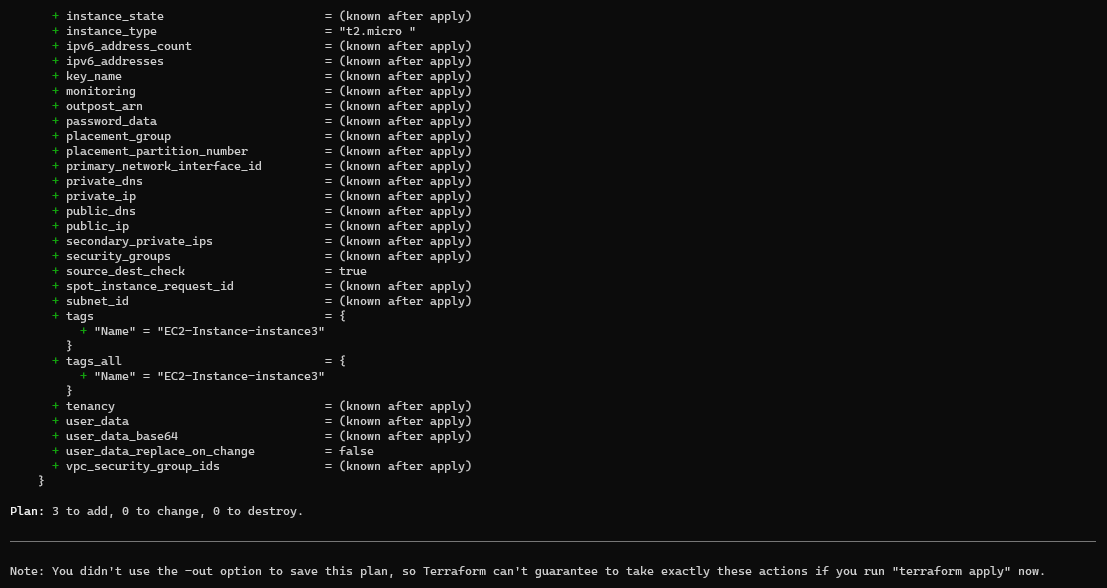 + instance_state                       = (known after apply)
+ instance_type                        = "t2.micro "
+ ipv6_address_count                   = (known after apply)
+ ipv6_addresses                       = (known after apply)
+ key_name                             = (known after apply)
+ monitoring                           = (known after apply)
+ outpost_arn                          = (known after apply)
+ password_data                        = (known after apply)
+ placement_group                      = (known after apply)
+ placement_partition_number           = (known after apply)
+ primary_network_interface_id         = (known after apply)
+ private_dns                          = (known after apply)
+ private_ip                           = (known after apply)
+ public_dns                           = (known after apply)
+ public_ip                            = (known after apply)
+ secondary_private_ips                = (known after apply)
+ security_groups                      = (known after apply)
+ source_dest_check                    = true
+ spot_instance_request_id             = (known after apply)
+ subnet_id                            = (known after apply)
+ tags                                 = {
    + "Name" = "EC2-Instance-instance3"
  }
+ tags_all                             = {
    + "Name" = "EC2-Instance-instance3"
  }
+ tenancy                              = (known after apply)
+ user_data                            = (known after apply)
+ user_data_base64                     = (known after apply)
+ user_data_replace_on_change          = false
+ vpc_security_group_ids               = (known after apply)
}
Plan: 3 to add, 0 to change, 0 to destroy.
Note: You didn't use the -out option to save this plan, so Terraform can't guarantee to take exactly these actions if you run "terraform apply" now.